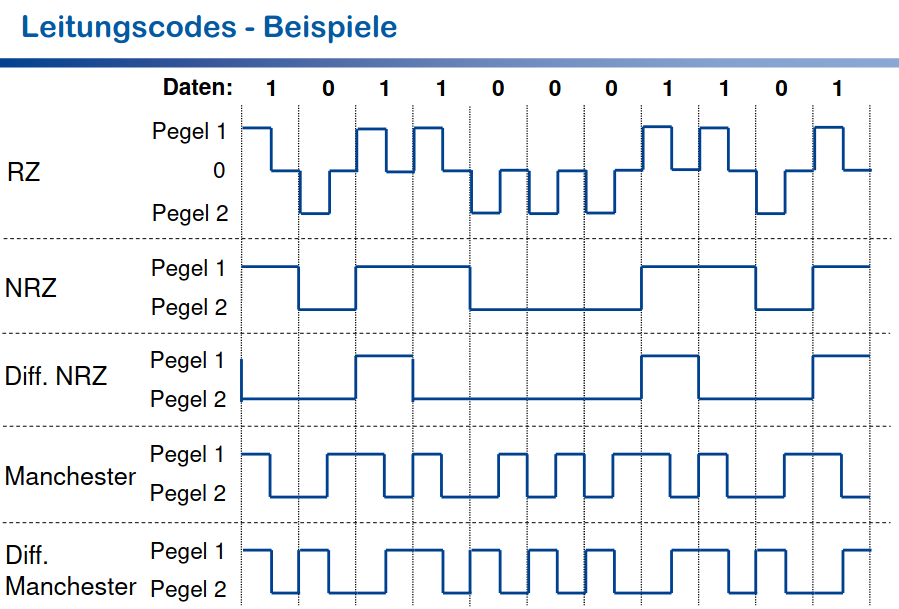 Leitungscodes - Beispiele
Daten: 1 0 1 1 0 0 0 1 1 0 1
Pegel 1
RZ 0
Pegel 2
Pegel 1
NRZ
Pegel 2
Pegel 1
Diff. NRZ
Pegel 2
Pegel 1
Manchester
Pegel 2
Diff. Pegel 1
Manchester Pegel 2